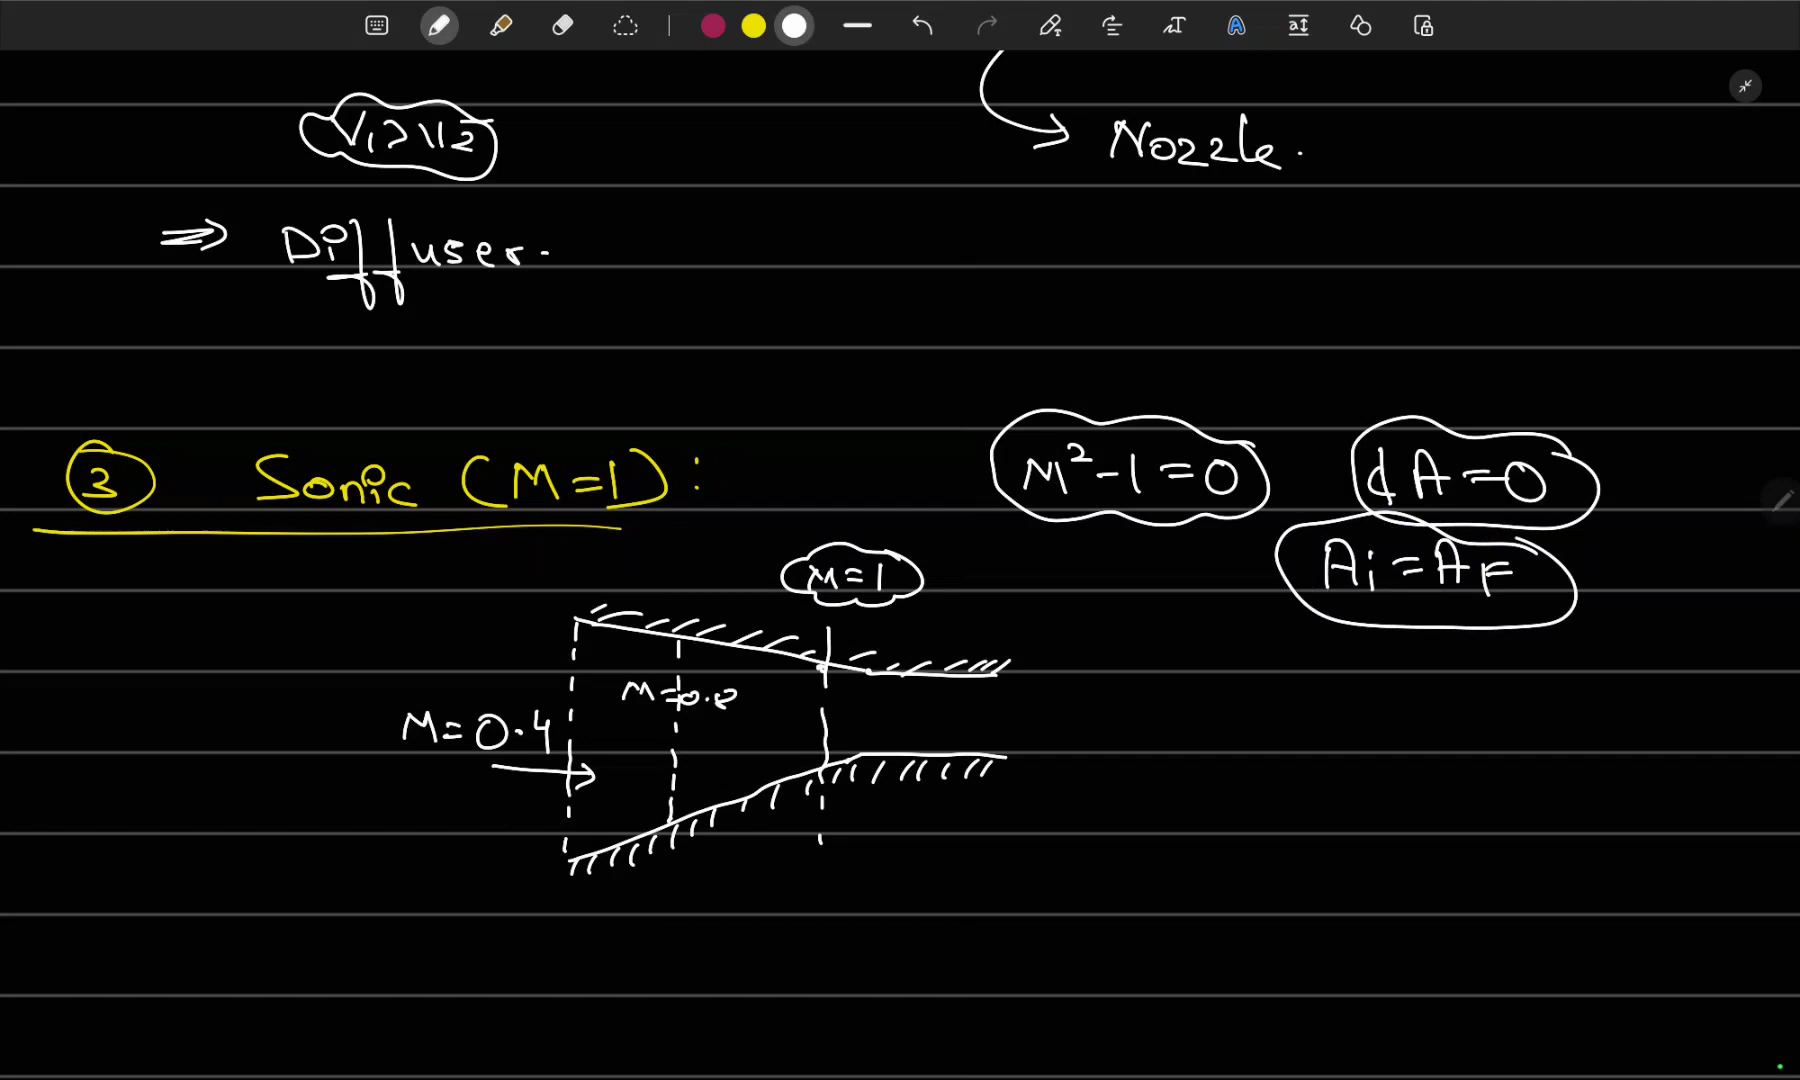 V₁>V₂
Nozzle.
⇒ Diffuser.
③ Sonic (M=1):
M²-1=0
dA=0
Ai=AF
M=1
M=0.8
M=0.4